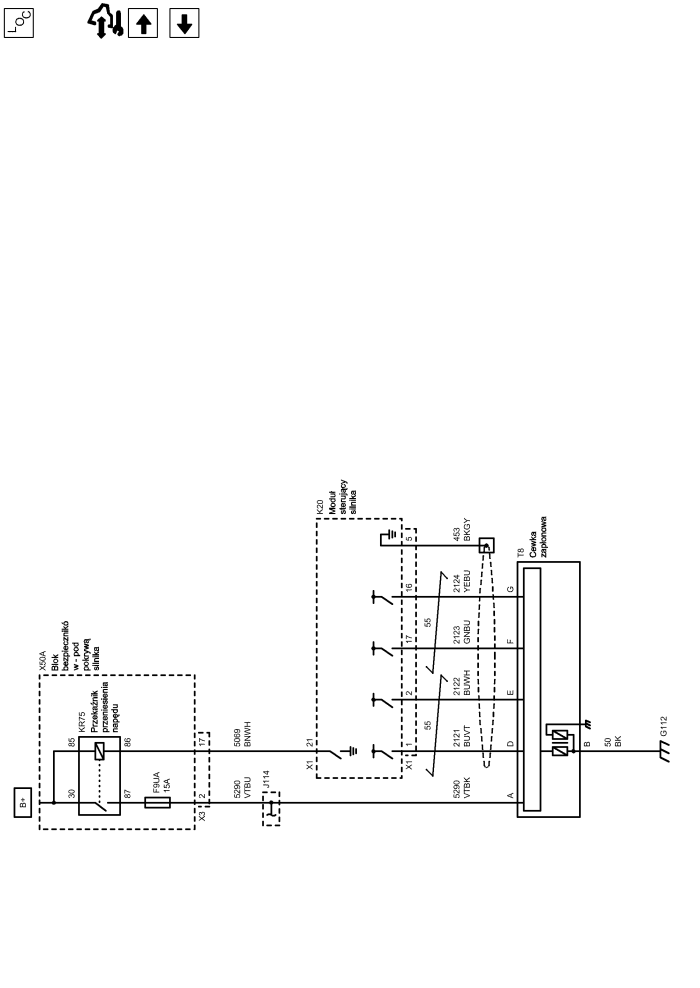 LOC
B+
X50A
Blok
bezpiecznikó
w - pod
pokrywą
silnika
KR75
Przekaźnik
przeniesienia
napędu
85
86
30
87
F9UA
15A
17
X3
2
5069
BNWH
5290
VTBU
J114
K20
Moduł
sterujący
silnika
X1
21
X1
1
2
17
16
5
55
55
2121
BUVT
2122
BUWH
2123
GNBU
2124
YEBU
453
BKGY
5290
VTBK
T8
Cewka
zapłonowa
A
D
E
F
G
B
50
BK
G112